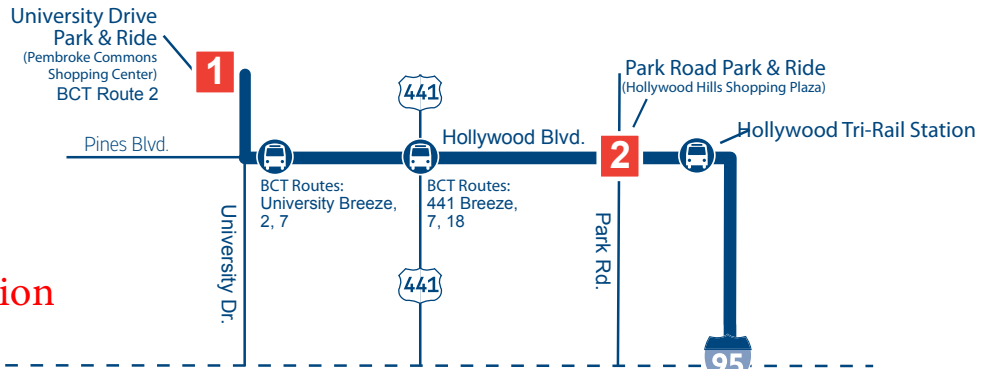 University Drive
Park & Ride
(Pembroke Commons
Shopping Center)
BCT Route 2
1
441
Park Road Park & Ride
(Hollywood Hills Shopping Plaza)
Hollywood Tri-Rail Station
Pines Blvd.
Hollywood Blvd.
2
BCT Routes:
University Breeze,
2, 7
BCT Routes:
441 Breeze,
7, 18
University Dr.
441
Park Rd.
ion
95